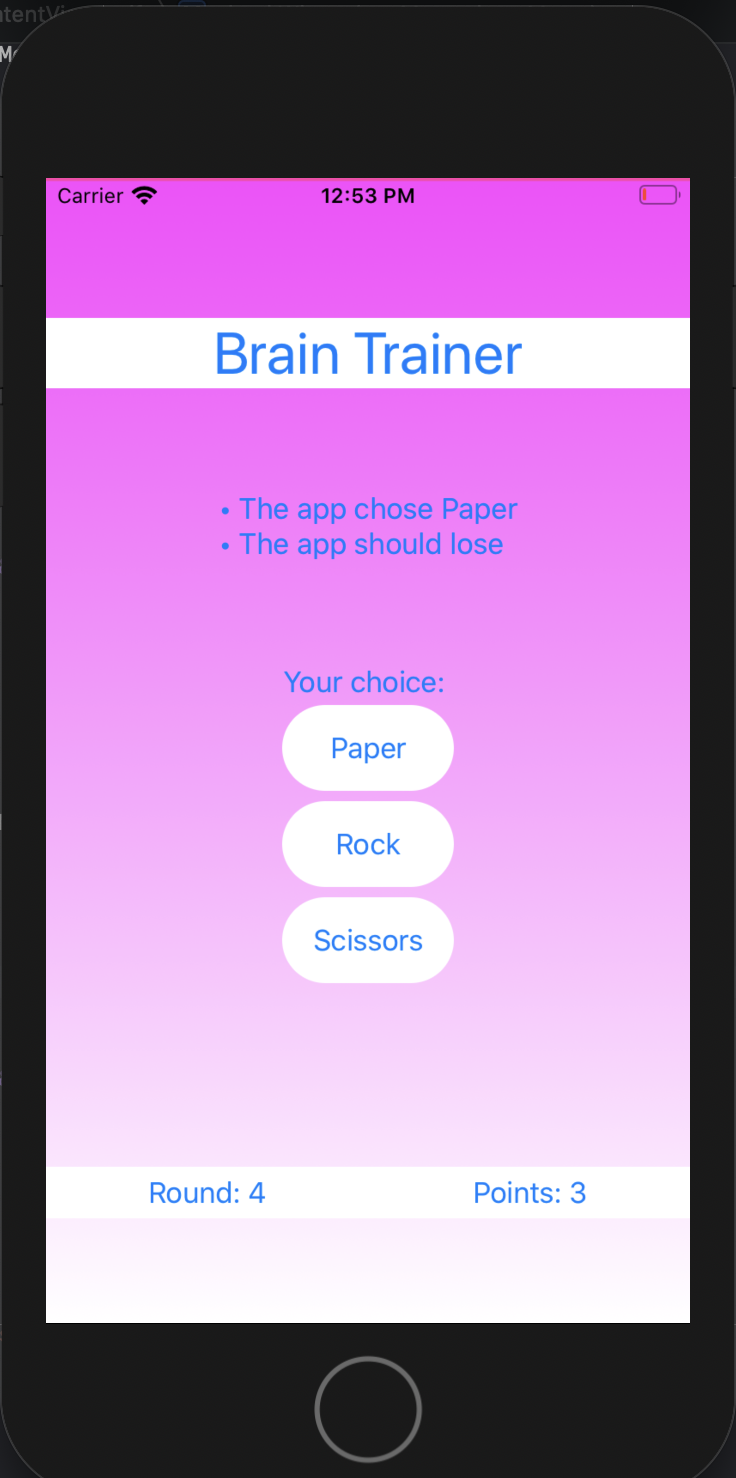 Carrier 12:53 PM
Brain Trainer
• The app chose Paper
• The app should lose
Your choice:
Paper
Rock
Scissors
Round: 4 Points: 3